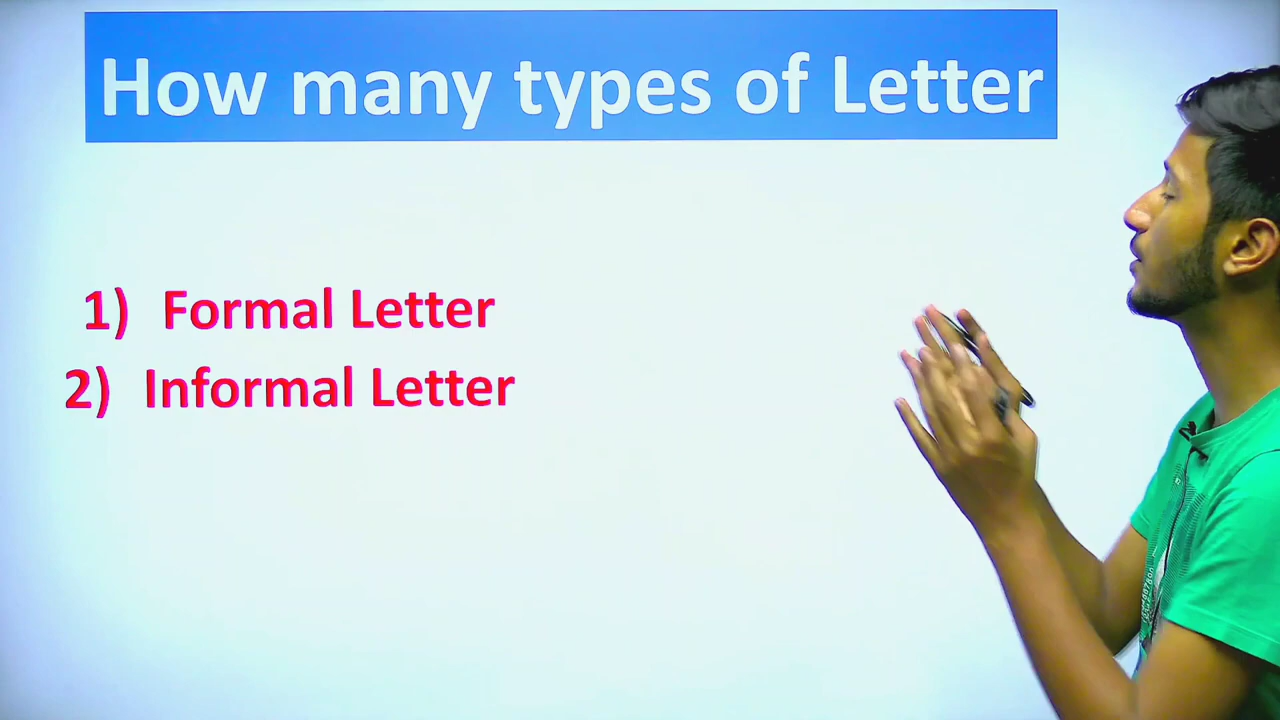 How many types of Letter
1) Formal Letter
2) Informal Letter